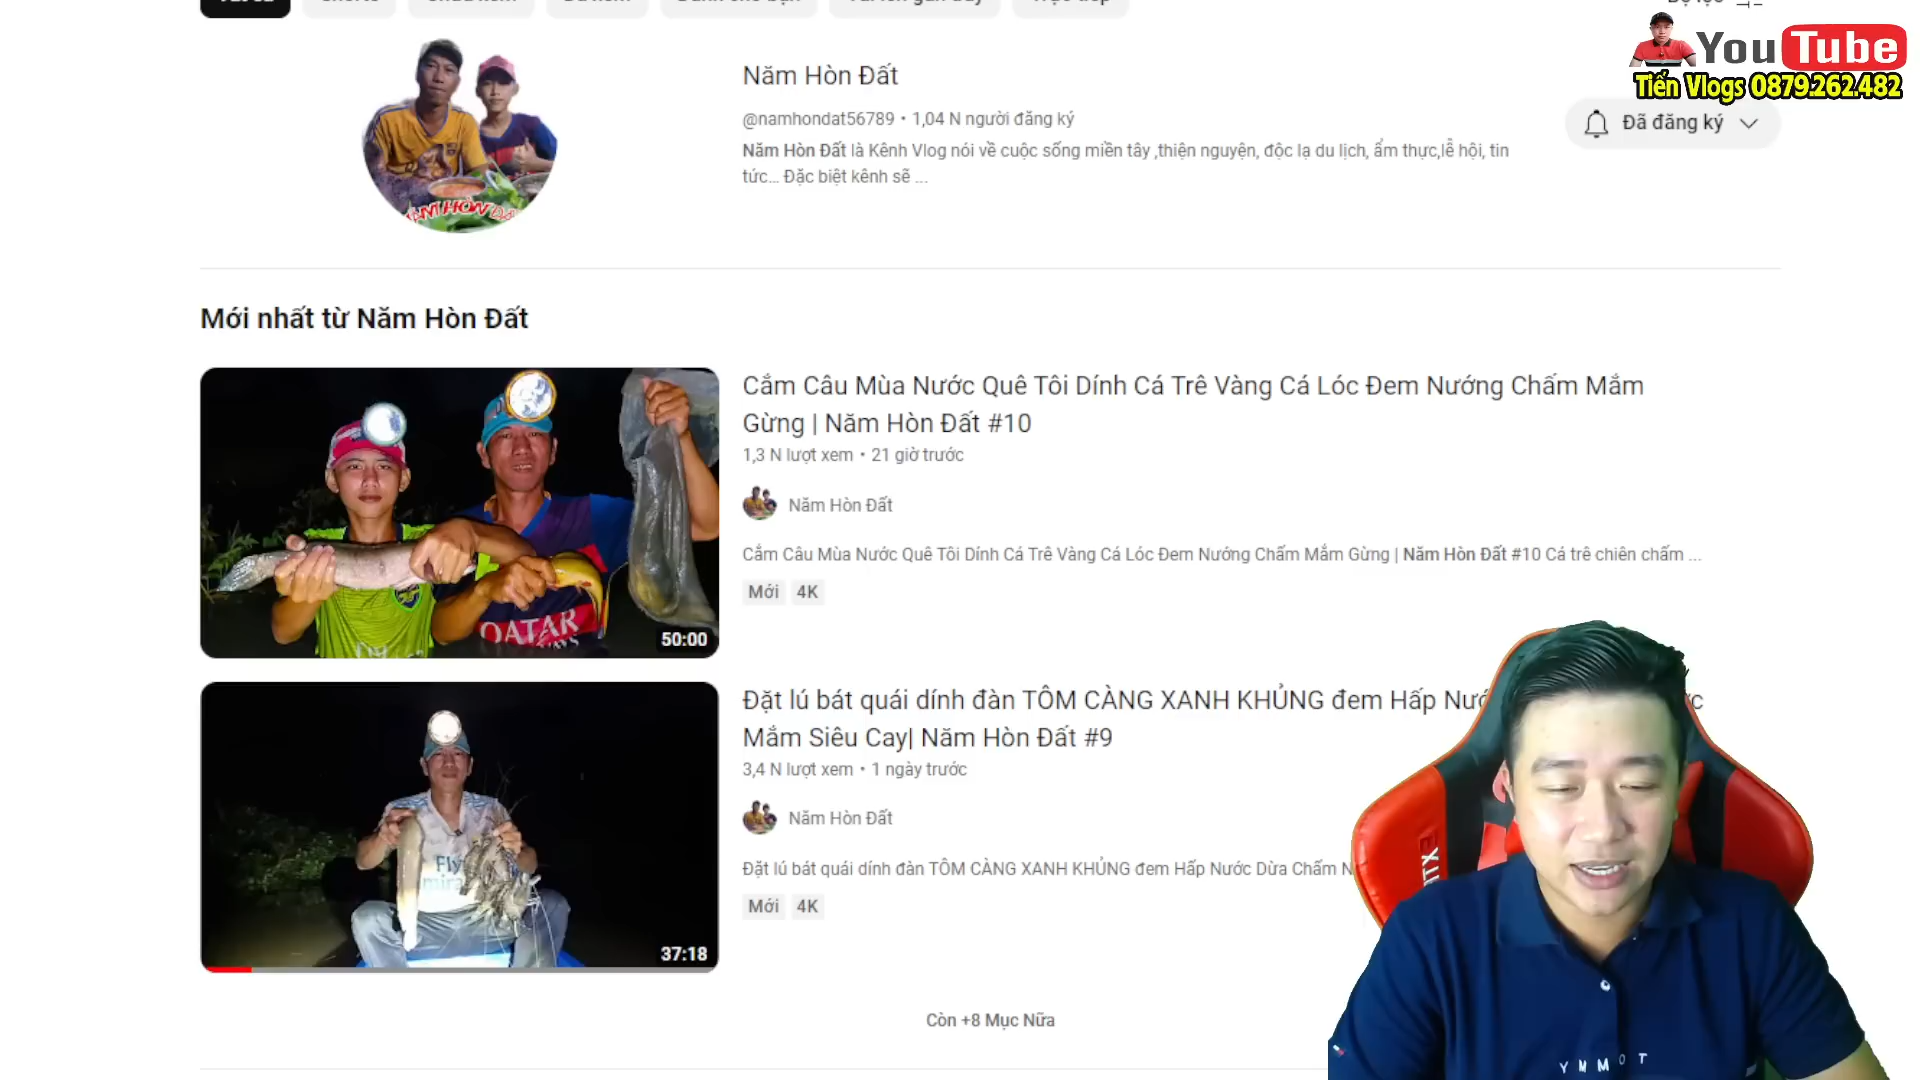 YouTube
Tiến Vlogs 0879.262.482
Năm Hòn Đất
@namhondat56789 • 1,04 N người đăng ký
Đã đăng ký
Năm Hòn Đất là Kênh Vlog nói về cuộc sống miền tây ,thiện nguyện, độc lạ du lịch, ẩm thực,lễ hội, tin
tức... Đặc biệt kênh sẽ ...
NĂM HÒN ĐẤT
Mới nhất từ Năm Hòn Đất
QATAR
50:00
Cắm Câu Mùa Nước Quê Tôi Dính Cá Trê Vàng Cá Lóc Đem Nướng Chấm Mắm
Gừng | Năm Hòn Đất #10
1,3 N lượt xem • 21 giờ trước
Năm Hòn Đất
Cắm Câu Mùa Nước Quê Tôi Dính Cá Trê Vàng Cá Lóc Đem Nướng Chấm Mắm Gừng | Năm Hòn Đất #10 Cá trê chiên chấm ...
Mới 4K
Fly
37:18
Đặt lú bát quái dính đàn TÔM CÀNG XANH KHỦNG đem Hấp
Mắm Siêu Cay| Năm Hòn Đất #9
3,4 N lượt xem • 1 ngày trước
Năm Hòn Đất
Đặt lú bát quái dính đàn TÔM CÀNG XANH KHỦNG đem Hấp Nước Dừa Chấm
Mới 4K
Còn +8 Mục Nữa
YMMOT